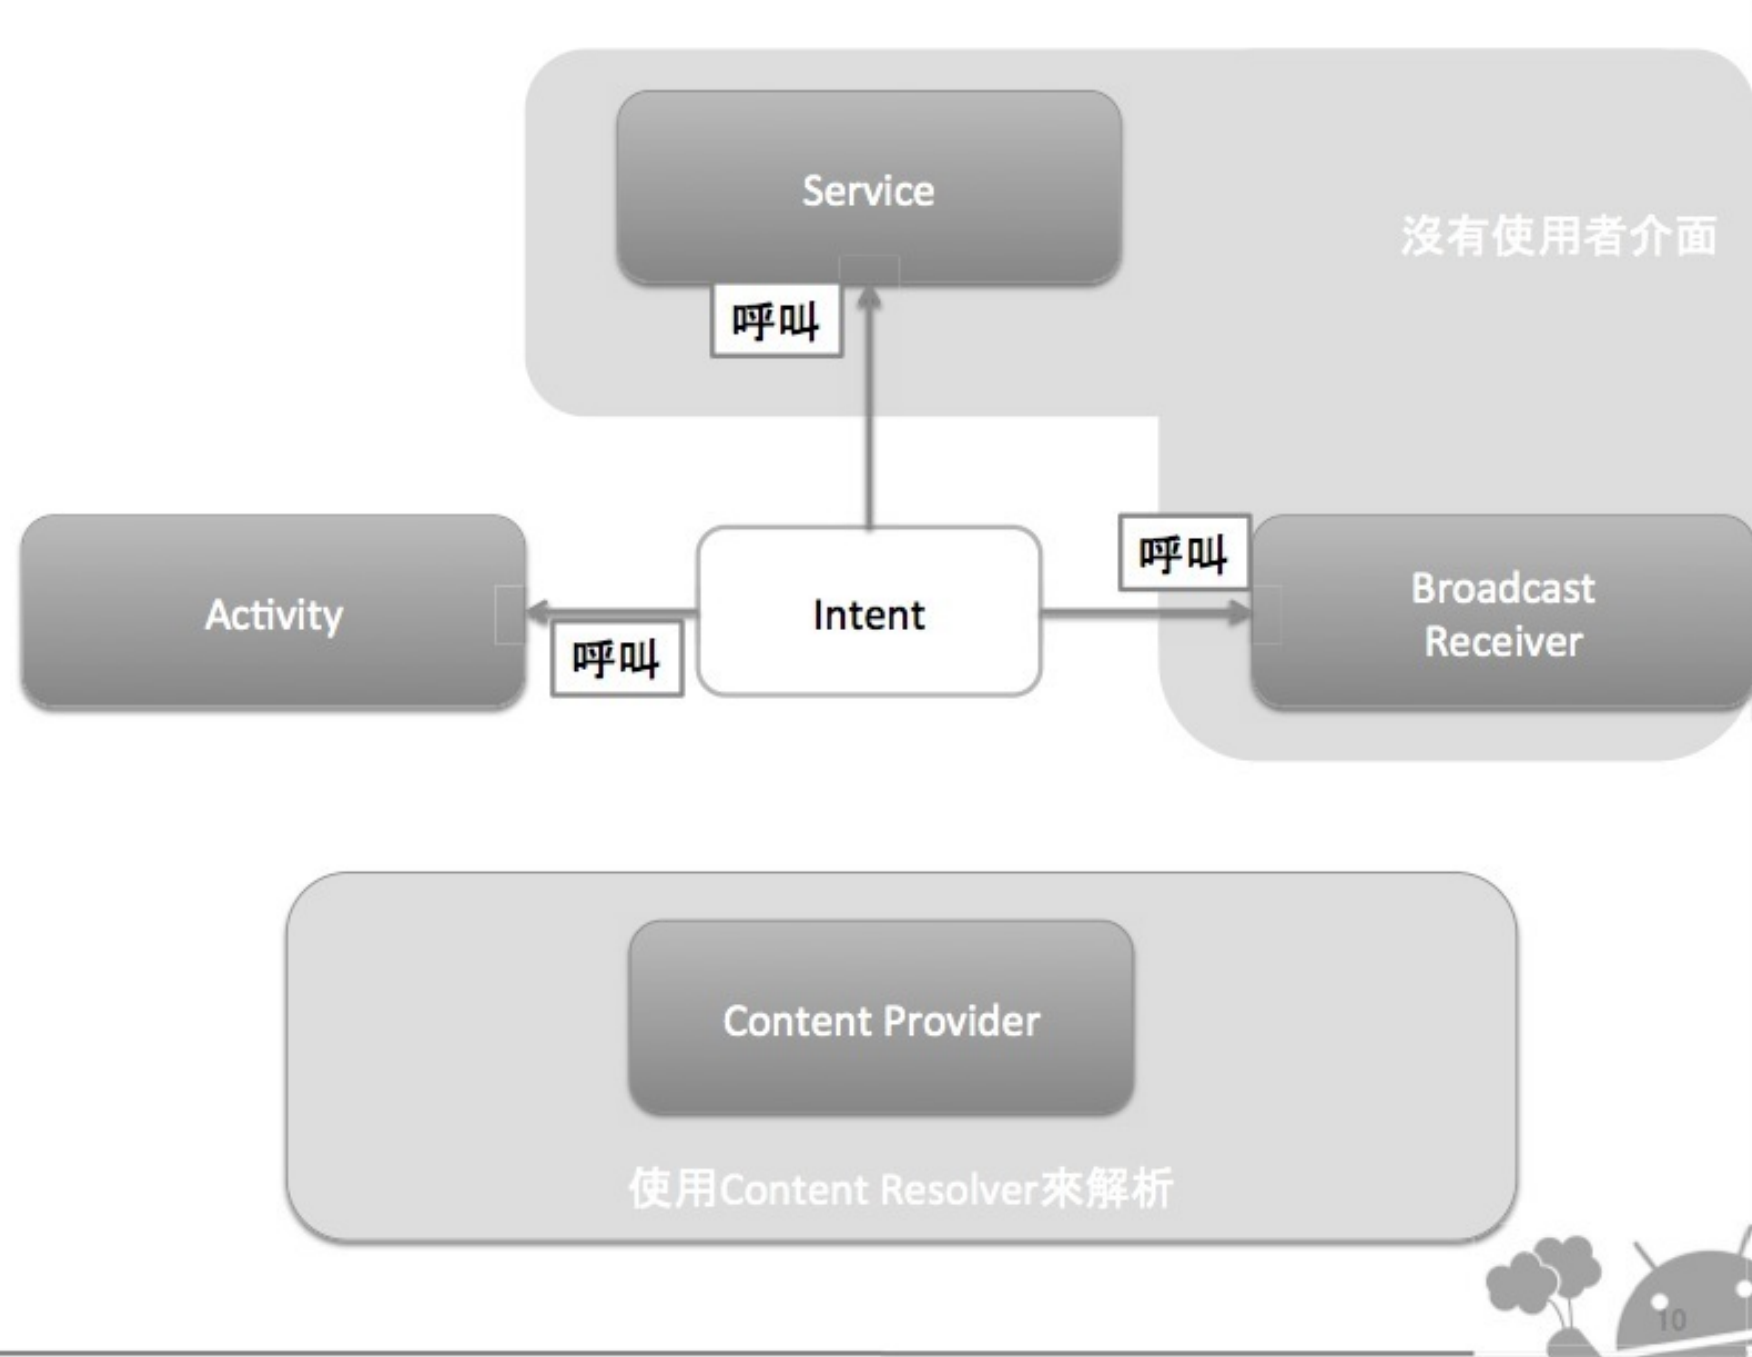 Service
沒有使用者介面
呼叫
呼叫
Broadcast
Receiver
Activity
Intent
呼叫
Content Provider
使用Content Resolver來解析
10